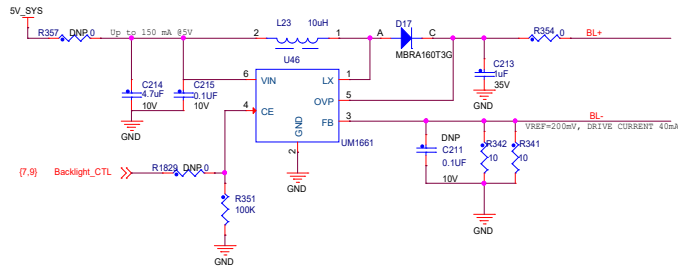 5V_SYS
R357 DNP 0
Up to 150 mA @5V
2 L23 10uH 1
A D17 C
MBRA160T3G
R354 0
BL+
C214
4.7uF
10V
C215
0.1UF
10V
GND
U46
6 VIN
LX 1
OVP 5
4 CE
FB 3
GND
2
UM1661
GND
C213
1uF
35V
GND
BL-
VREF=200mV, DRIVE CURRENT 40mA
DNP
C211
0.1UF
10V
R342
10
R341
10
GND
{7,9} Backlight_CTL
R1829 DNP 0
R351
100K
GND